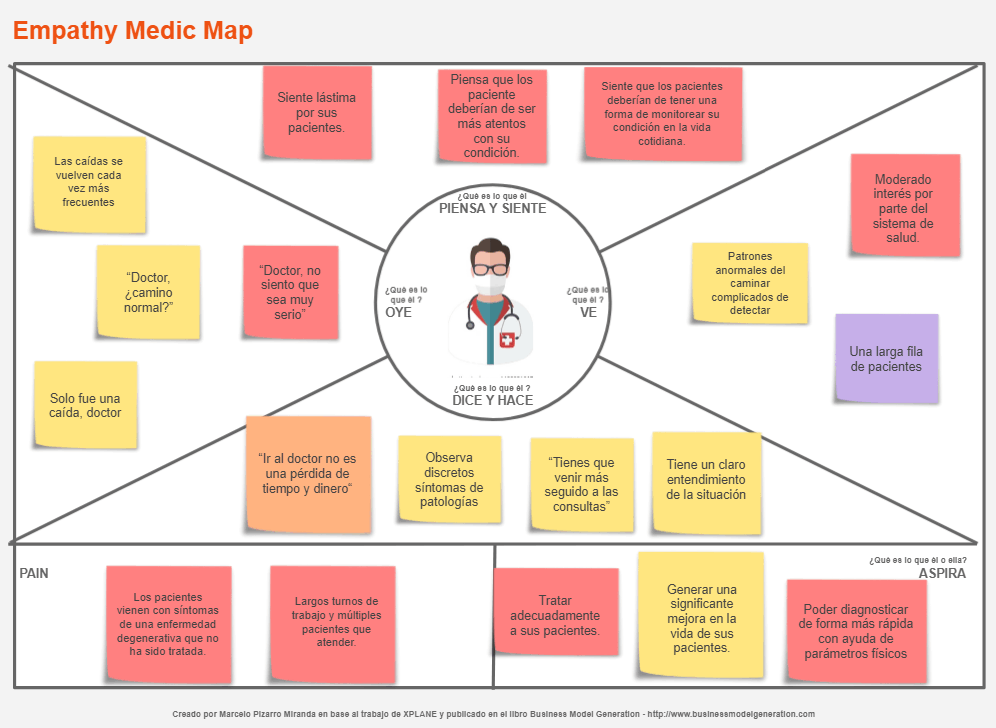 Empathy Medic Map
Siente lástima
por sus
pacientes.
Piensa que los
paciente
deberían de ser
más atentos
con su
condición.
Siente que los pacientes
deberían de tener una
forma de monitorear su
condición en la vida
cotidiana.
Las caídas se
vuelven cada
vez más
frecuentes
“Doctor,
¿camino
normal?”
“Doctor, no
siento que
sea muy
serio”
Solo fue una
caída, doctor
¿Qué es lo que él
PIENSA Y SIENTE
¿Qué es lo
que él ?
OYE
¿Qué es lo
que él ?
VE
¿Qué es lo que él ?
DICE Y HACE
Moderado
interés por
parte del
sistema de
salud.
Patrones
anormales del
caminar
complicados de
detectar
Una larga fila
de pacientes
“Ir al doctor no es
una pérdida de
tiempo y dinero“
Observa
discretos
síntomas de
patologías
“Tienes que
venir más
seguido a las
consultas”
Tiene un claro
entendimiento
de la situación
PAIN
Los pacientes
vienen con síntomas
de una enfermedad
degenerativa que no
ha sido tratada.
Largos turnos de
trabajo y múltiples
pacientes que
atender.
¿Qué es lo que él o ella?
ASPIRA
Tratar
adecuadamente
a sus pacientes.
Generar una
significante
mejora en la
vida de sus
pacientes.
Poder diagnosticar
de forma más rápida
con ayuda de
parámetros físicos
Creado por Marcelo Pizarro Miranda en base al trabajo de XPLANE y publicado en el libro Business Model Generation - http://www.businessmodelgeneration.com